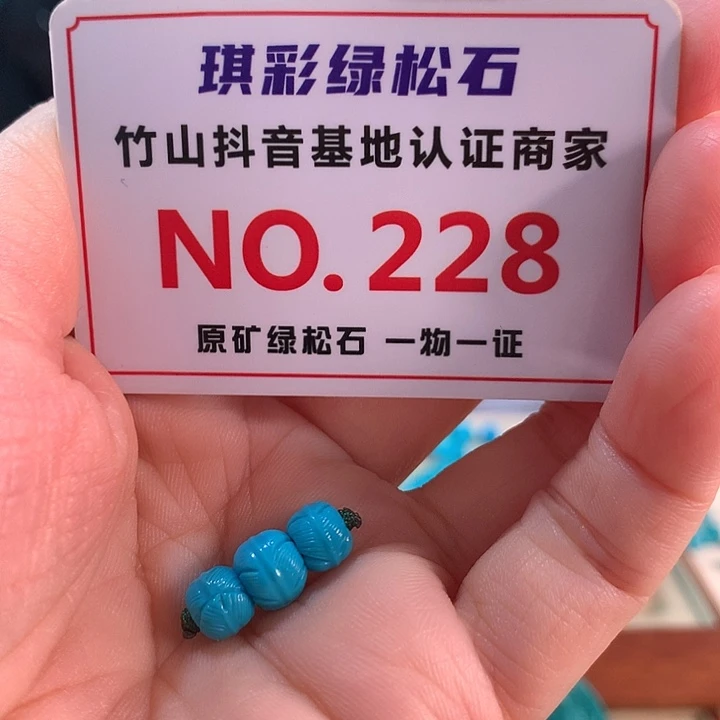 琪彩绿松石
竹山抖音基地认证商家
NO.228
原矿绿松石 一物一证